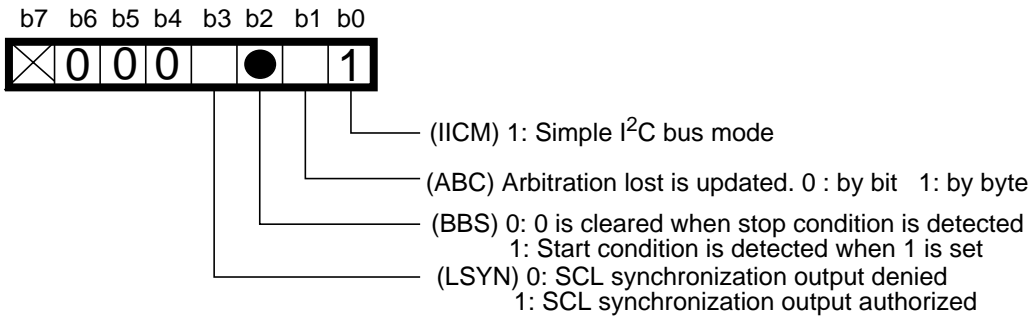 b7 b6 b5 b4 b3 b2 b1 b0
0 0 0 1
(IICM) 1: Simple I2C bus mode
(ABC) Arbitration lost is updated. 0 : by bit 1: by byte
(BBS) 0: 0 is cleared when stop condition is detected
1: Start condition is detected when 1 is set
(LSYN) 0: SCL synchronization output denied
1: SCL synchronization output authorized